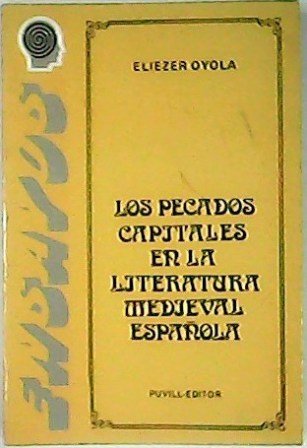 ELIEZER OYOLA
LOS PECADOS
CAPITALES
EN LA
LITERATURA
MEDIEVAL
ESPAÑOLA
PUVILL-EDITOR
ENSAYOS